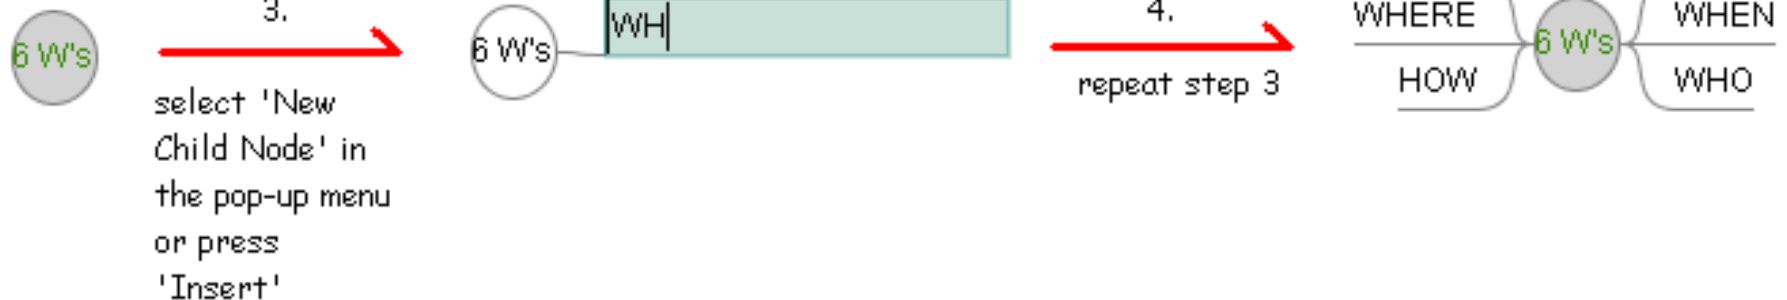 3.
6 W's
select 'New
Child Node' in
the pop-up menu
or press
'Insert'
6 W's
WH
4.
repeat step 3
WHERE
HOW
6 W's
WHEN
WHO